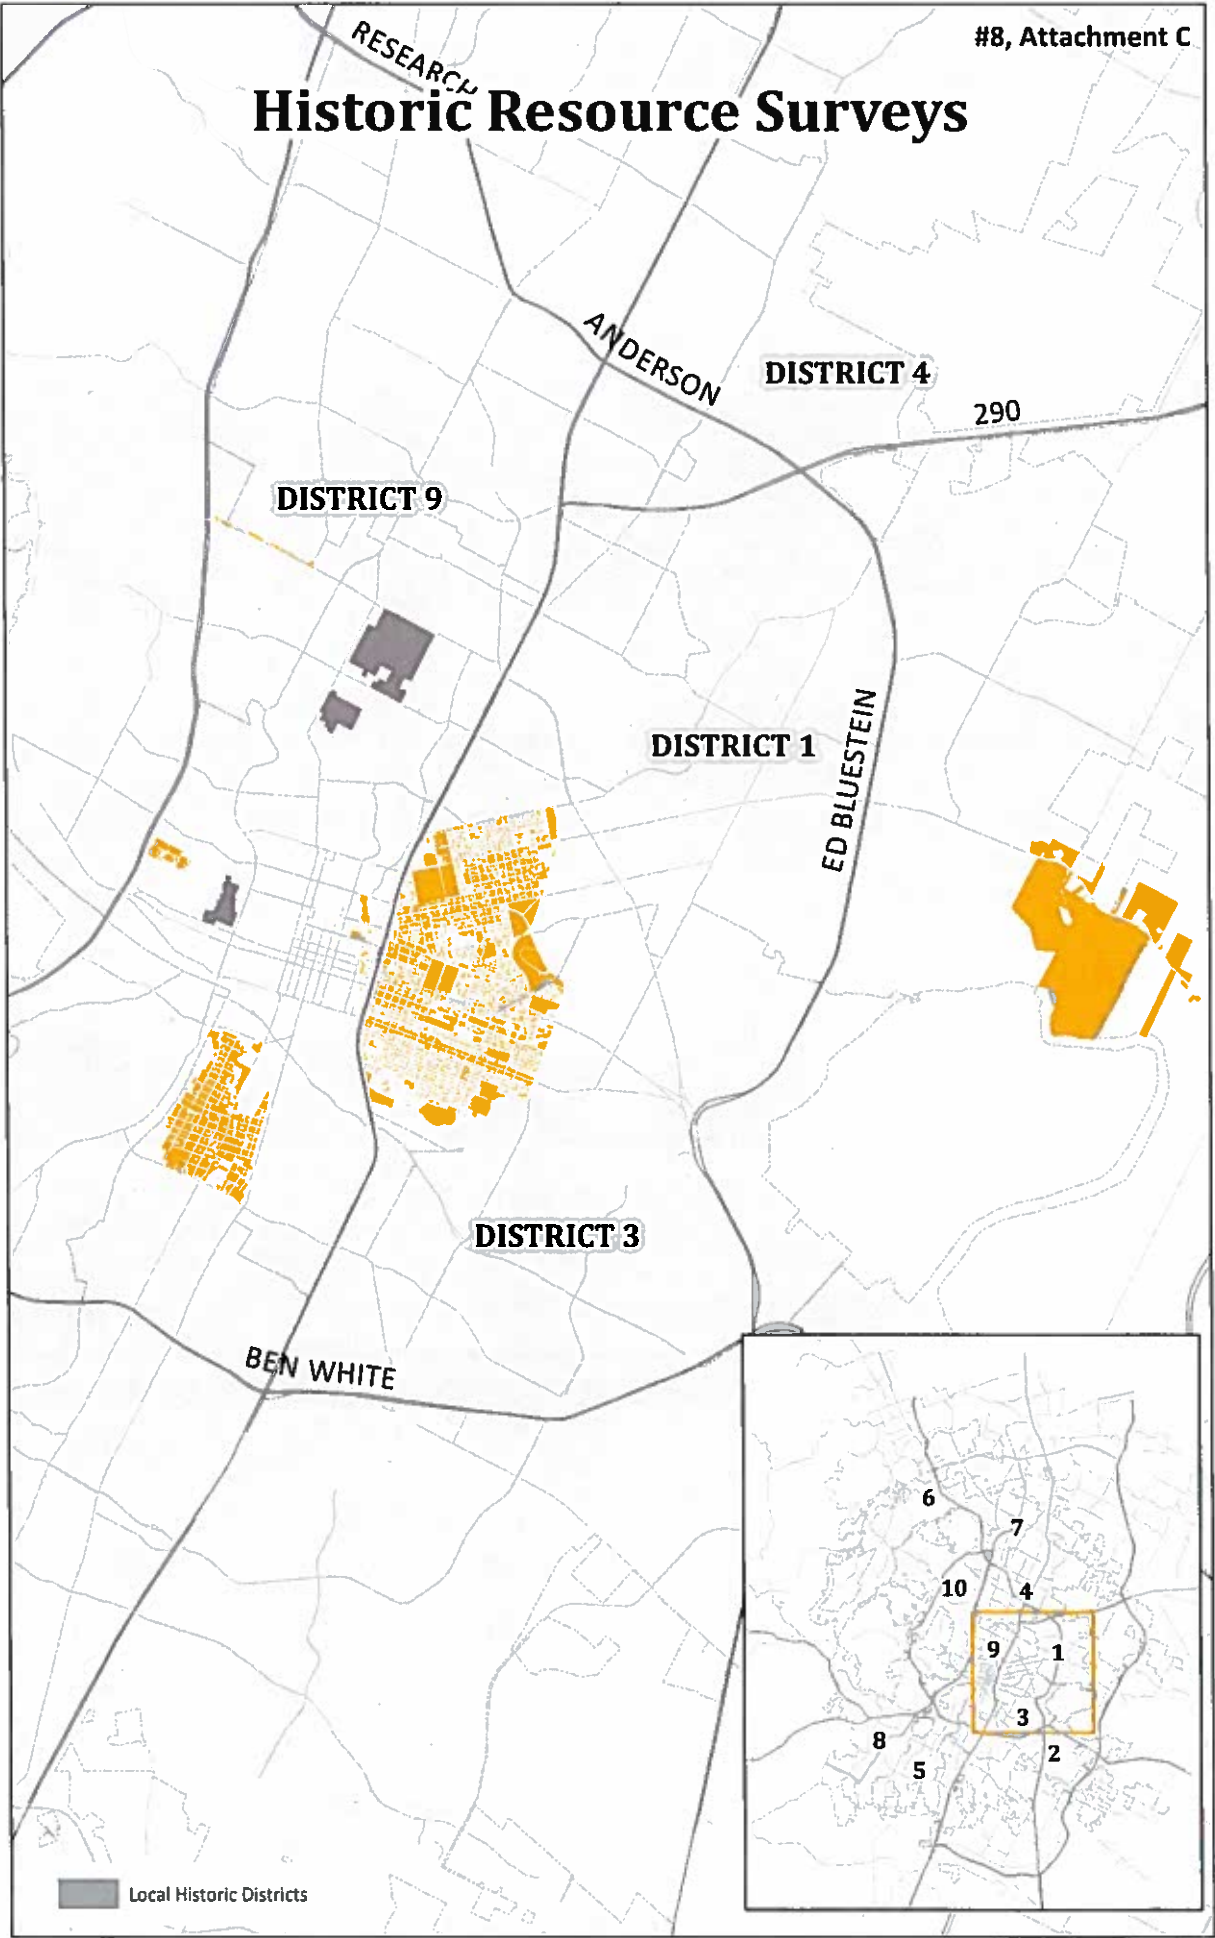 #8, Attachment C
RESEARCH
Historic Resource Surveys
ANDERSON
DISTRICT 4
290
DISTRICT 9
DISTRICT 1
ED BLUESTEIN
DISTRICT 3
BEN WHITE
6
7
10
4
9
1
3
8
2
5
Local Historic Districts